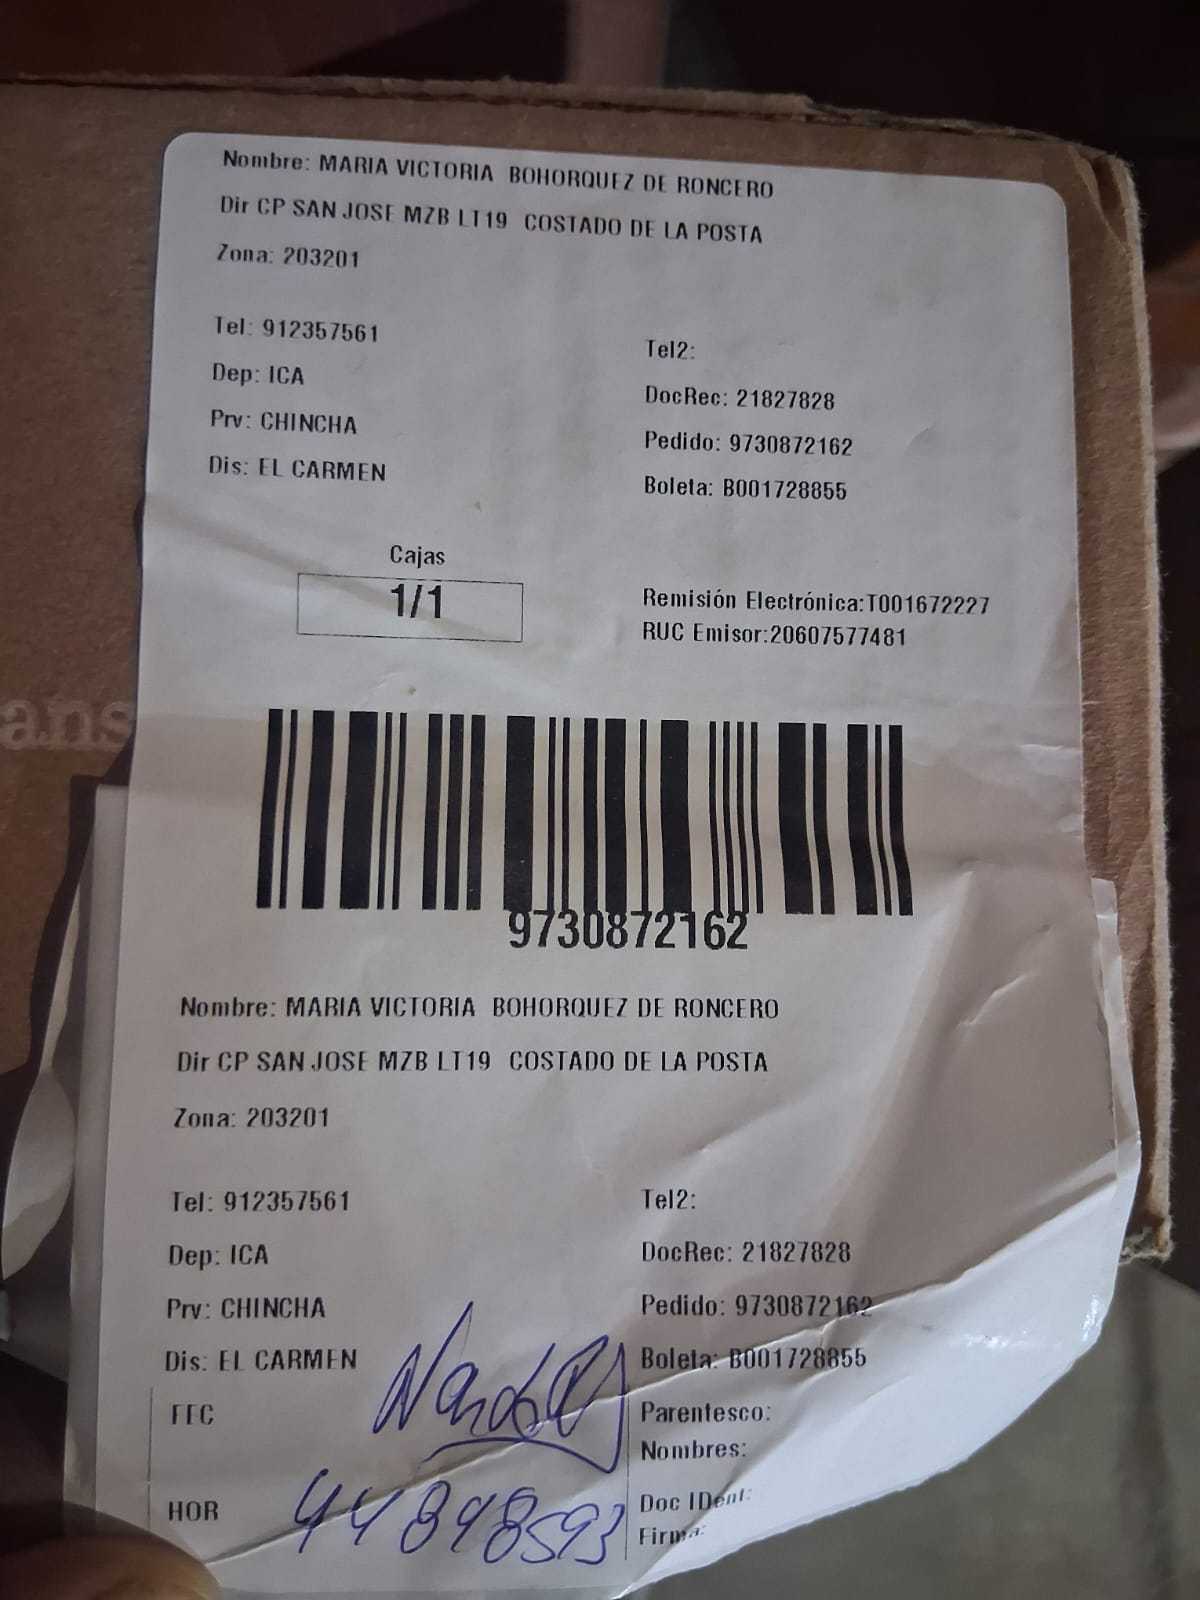 Nombre: MARIA VICTORIA BOHORQUEZ DE RONCERO
Dir CP SAN JOSE MZB LT19 COSTADO DE LA POSTA
Zona: 203201
Tel: 912357561
Tel2:
Dep: ICA
DocRec: 21827828
Prv: CHINCHA
Pedido: 9730872162
Dis: EL CARMEN
Boleta: B001728855
Cajas
1/1
Remisión Electrónica:T001672227
RUC Emisor:20607577481
ans
9730872162
Nombre: MARIA VICTORIA BOHORQUEZ DE RONCERO
Dir CP SAN JOSE MZB LT19 COSTADO DE LA POSTA
Zona: 203201
Tel: 912357561
Tel2:
Dep: ICA
DocRec: 21827828
Prv: CHINCHA
Pedido: 9730872162
Dis: EL CARMEN
Boleta: B001728855
FEC
Parentesco:
Nombres:
HOR
44898593
Doc IDent:
Firma: